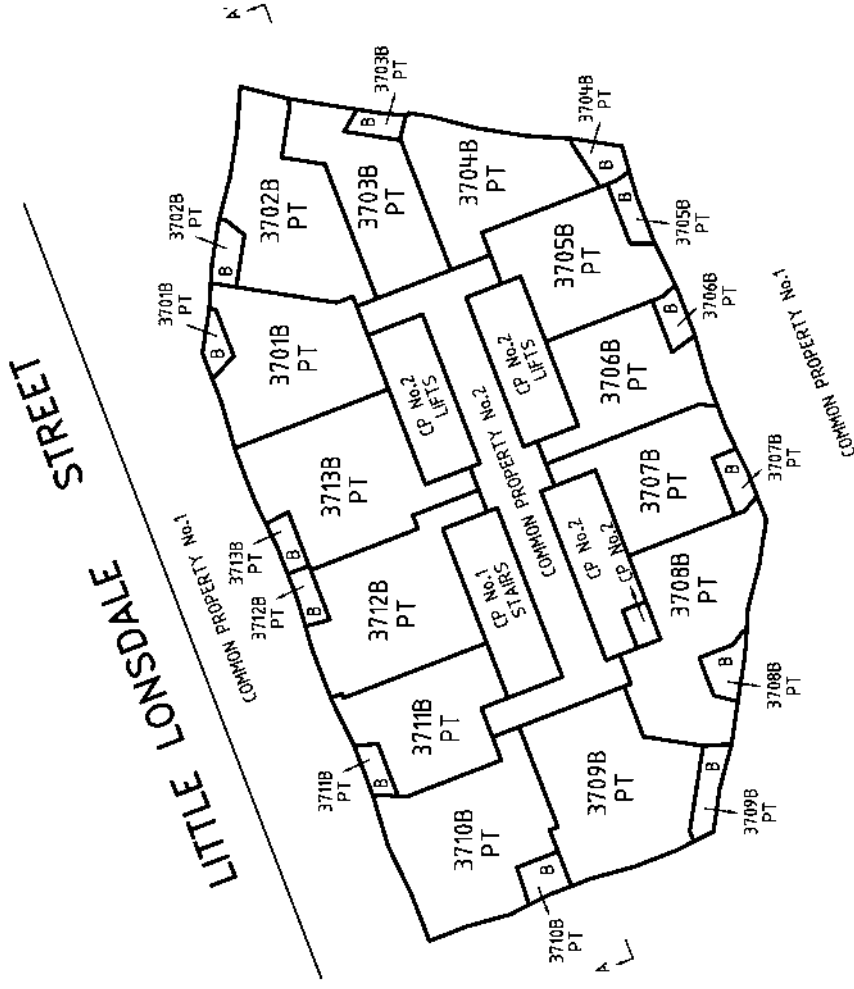 A'
LITTLE LONSDALE STREET
COMMON PROPERTY No.1
3703B
PT
B
3704B
PT
B
3702B
PT
B
3701B
PT
B
3702B
PT
3703B
PT
3704B
PT
3705B
PT
B
3705B
PT
3701B
PT
CP No.2
LIFTS
CP No.2
LIFTS
COMMON PROPERTY No.2
3706B
PT
B
3706B
PT
COMMON PROPERTY No.1
3713B
PT
3713B
PT
B
3712B
PT
B
3712B
PT
CP No.1
STAIRS
CP No.2
CP No.2
3707B
PT
B
3707B
PT
3708B
PT
B
3708B
PT
3711B
PT
3711B
PT
B
3710B
PT
3709B
PT
B
3709B
PT
B
3710B
PT
A